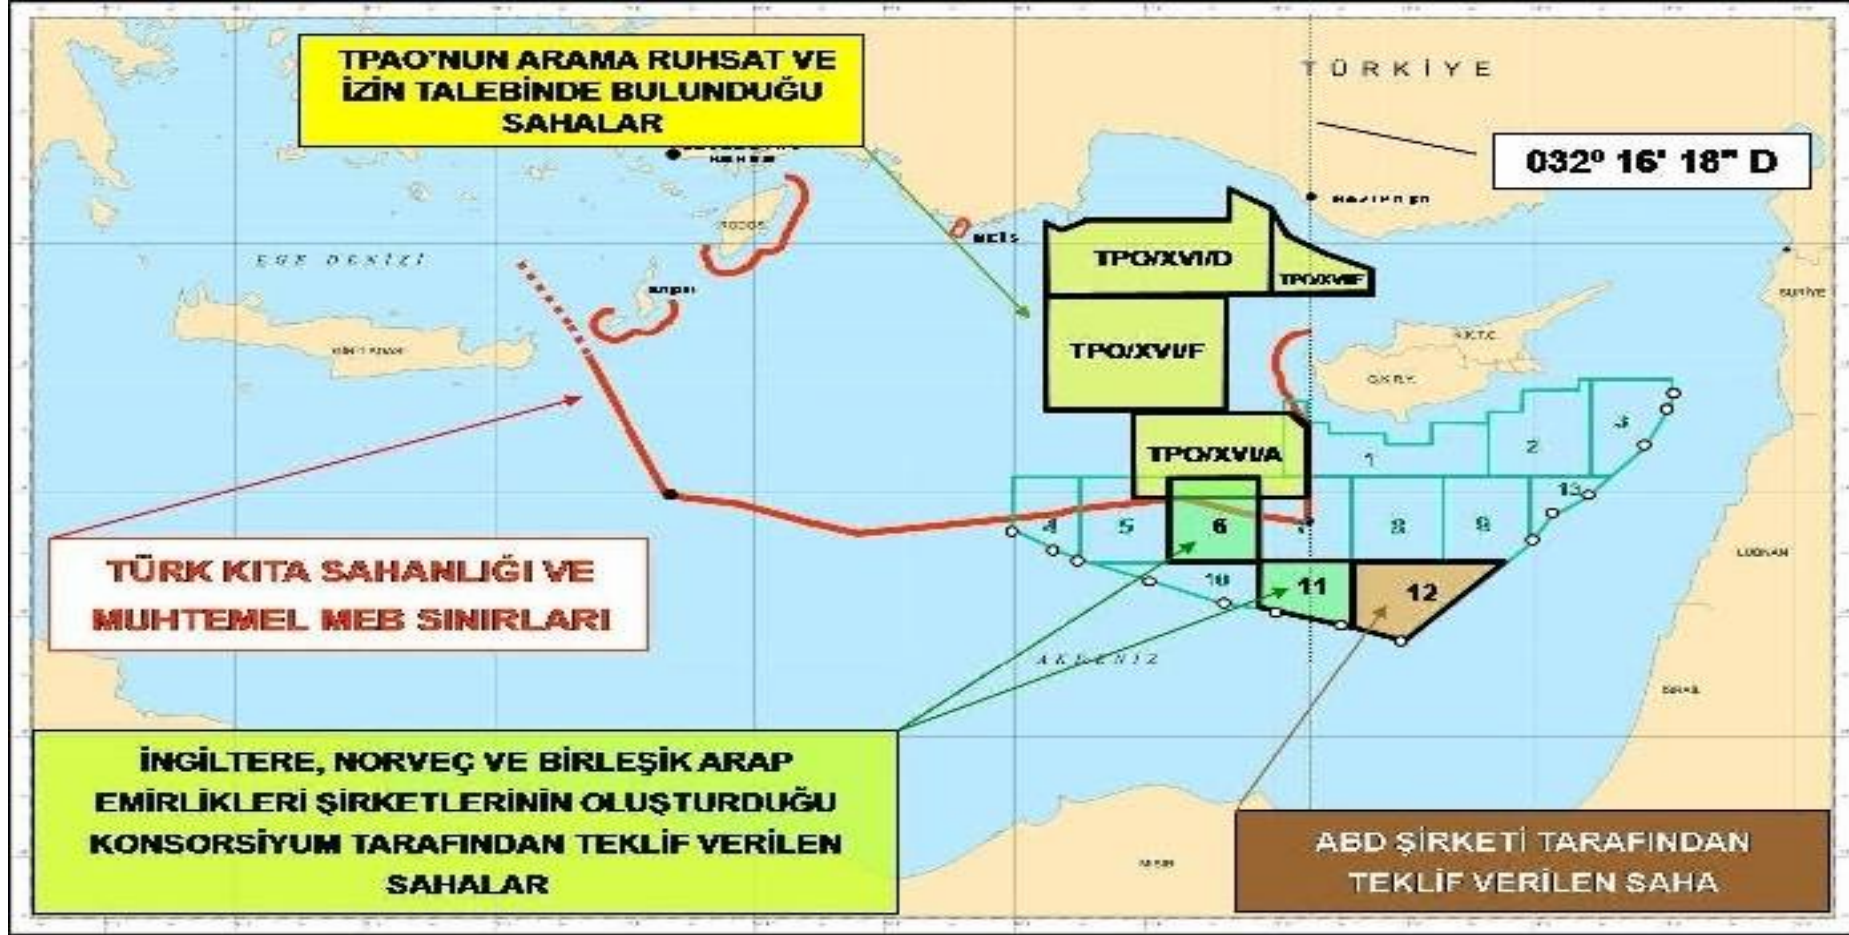 TPAO'NUN ARAMA RUHSAT VE
İZİN TALEBİNDE BULUNDUĞU
SAHALAR
TÜRKİYE
032º 16' 18" D
RODOS
MEİS
EGE DENİZİ
TPO/XVI/D
SURİYE
TPO/XVI/F
K.K.T.C.
G.K.R.Y.
TPO/XVI/A
1
2
3
13
4
5
6
7
8
9
10
11
12
LÜBNAN
TÜRK KITA SAHANLIĞI VE
MUHTEMEL MEB SINIRLARI
AKDENİZ
İSRAİL
İNGİLTERE, NORVEÇ VE BİRLEŞİK ARAP
EMİRLİKLERİ ŞİRKETLERİNİN OLUŞTURDUĞU
KONSORSİYUM TARAFINDAN TEKLİF VERİLEN
SAHALAR
MISIR
ABD ŞİRKETİ TARAFINDAN
TEKLİF VERİLEN SAHA